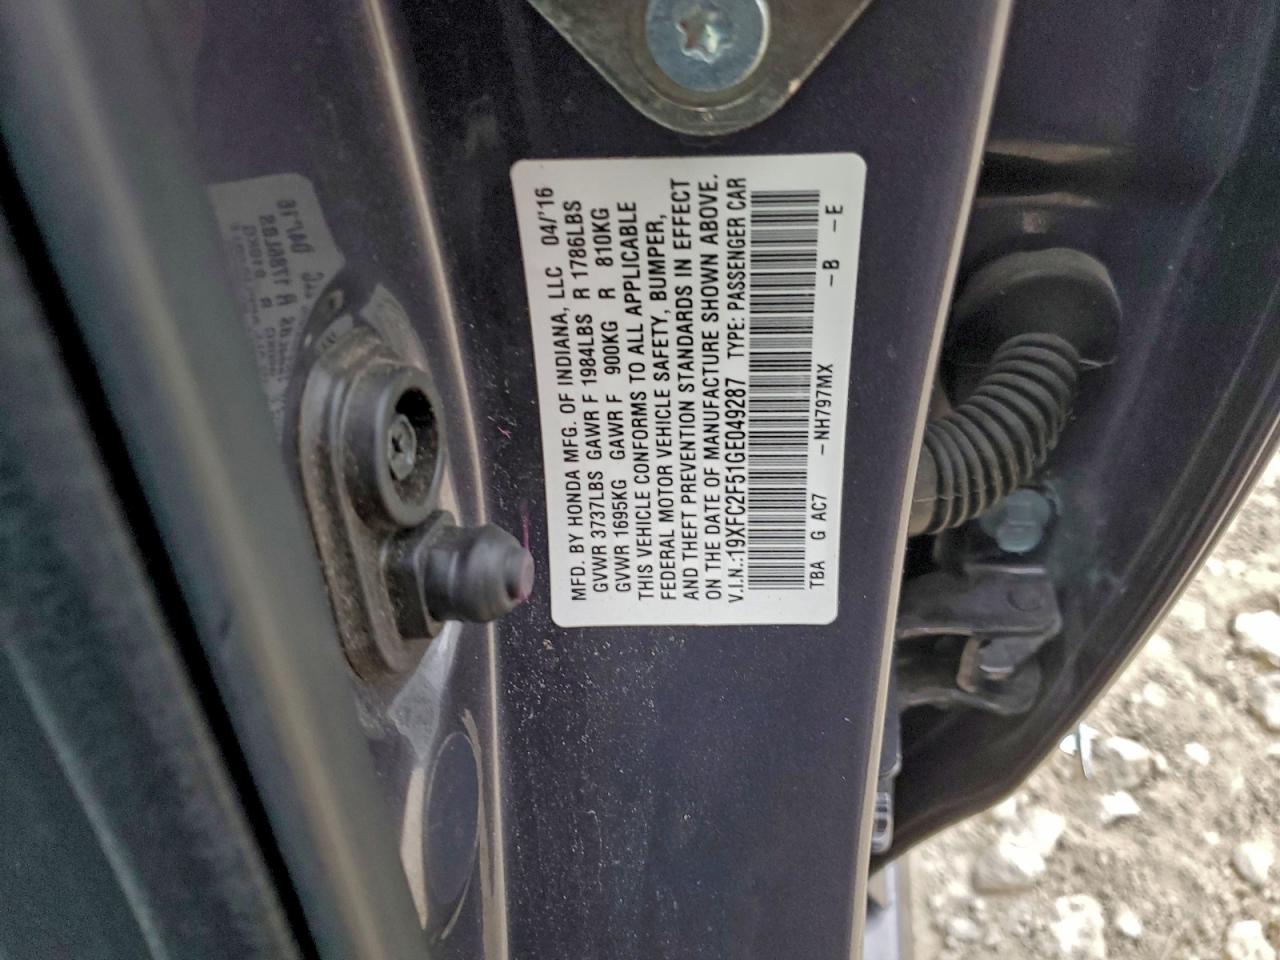 MFD. BY HONDA MFG. OF INDIANA, LLC 04/'16
GVWR 3737LBS GAWR F 1984LBS R 1786LBS
GVWR 1695KG GAWR F 900KG R 810KG
THIS VEHICLE CONFORMS TO ALL APPLICABLE
FEDERAL MOTOR VEHICLE SAFETY, BUMPER,
AND THEFT PREVENTION STANDARDS IN EFFECT
ON THE DATE OF MANUFACTURE SHOWN ABOVE.
V.I.N.:19XFC2F51GE049287 TYPE: PASSENGER CAR
TBA G AC7 -NH797MX -B -E